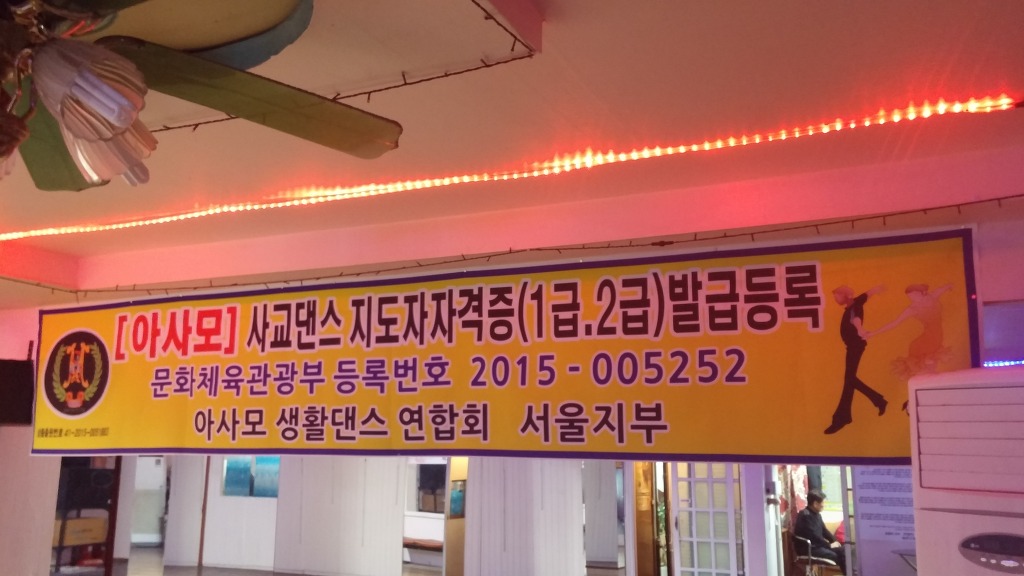 [아사모] 사교댄스 지도자자격증(1급.2급)발급등록
문화체육관광부 등록번호 2015-005252
아사모 생활댄스 연합회 서울지부